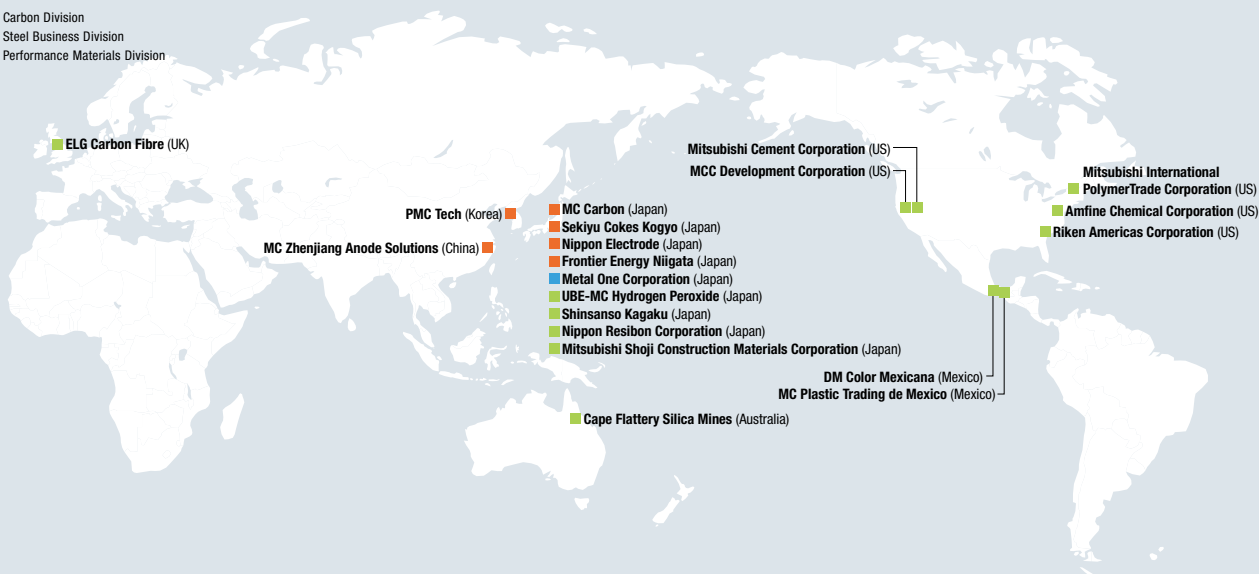 Carbon Division
Steel Business Division
Performance Materials Division
ELG Carbon Fibre (UK)
PMC Tech (Korea)
MC Zhenjiang Anode Solutions (China)
MC Carbon (Japan)
Sekiyu Cokes Kogyo (Japan)
Nippon Electrode (Japan)
Frontier Energy Niigata (Japan)
Metal One Corporation (Japan)
UBE-MC Hydrogen Peroxide (Japan)
Shinsanso Kagaku (Japan)
Nippon Resibon Corporation (Japan)
Mitsubishi Shoji Construction Materials Corporation (Japan)
Cape Flattery Silica Mines (Australia)
Mitsubishi Cement Corporation (US)
MCC Development Corporation (US)
Mitsubishi International
PolymerTrade Corporation (US)
Amfine Chemical Corporation (US)
Riken Americas Corporation (US)
DM Color Mexicana (Mexico)
MC Plastic Trading de Mexico (Mexico)